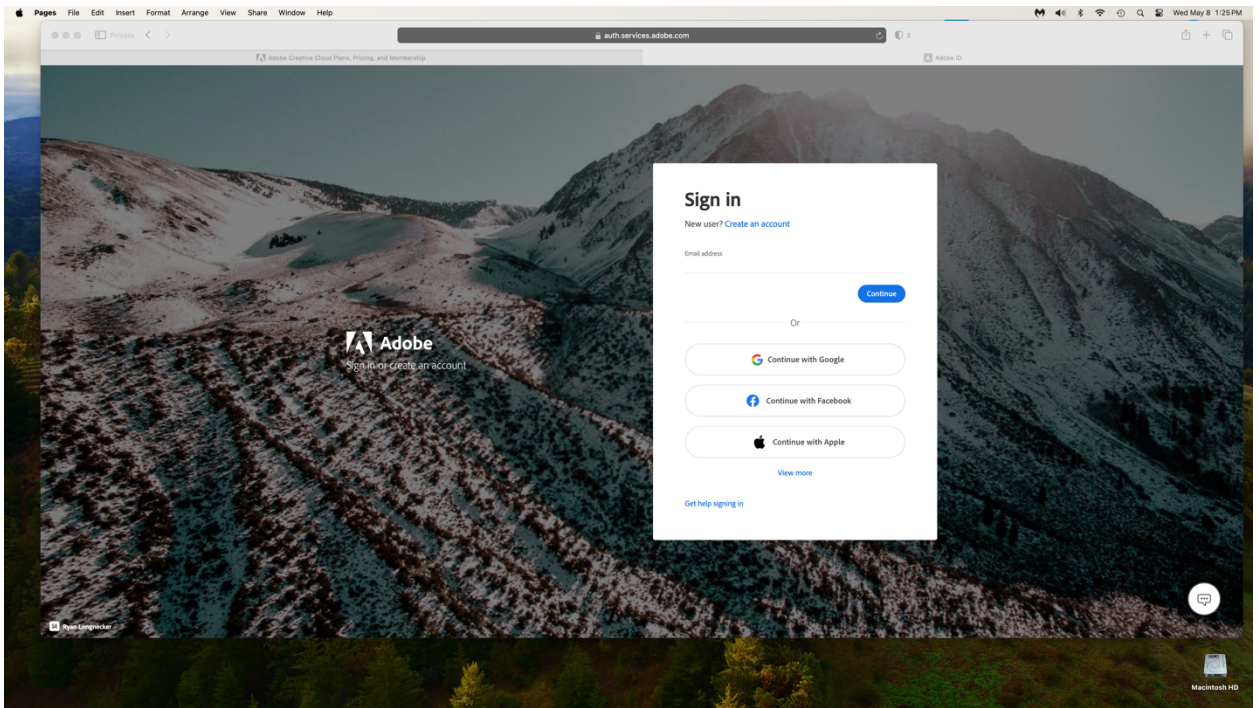 Pages File Edit Insert Format Arrange View Share Window Help
Wed May 8 1:25 PM
Private
auth.services.adobe.com
Adobe Creative Cloud Plans, Pricing, and Membership
Adobe ID
Adobe
Sign in or create an account
Sign in
New user? Create an account
Email address
Continue
Or
Continue with Google
Continue with Facebook
Continue with Apple
View more
Get help signing in
Ryan Longnecker
Macintosh HD